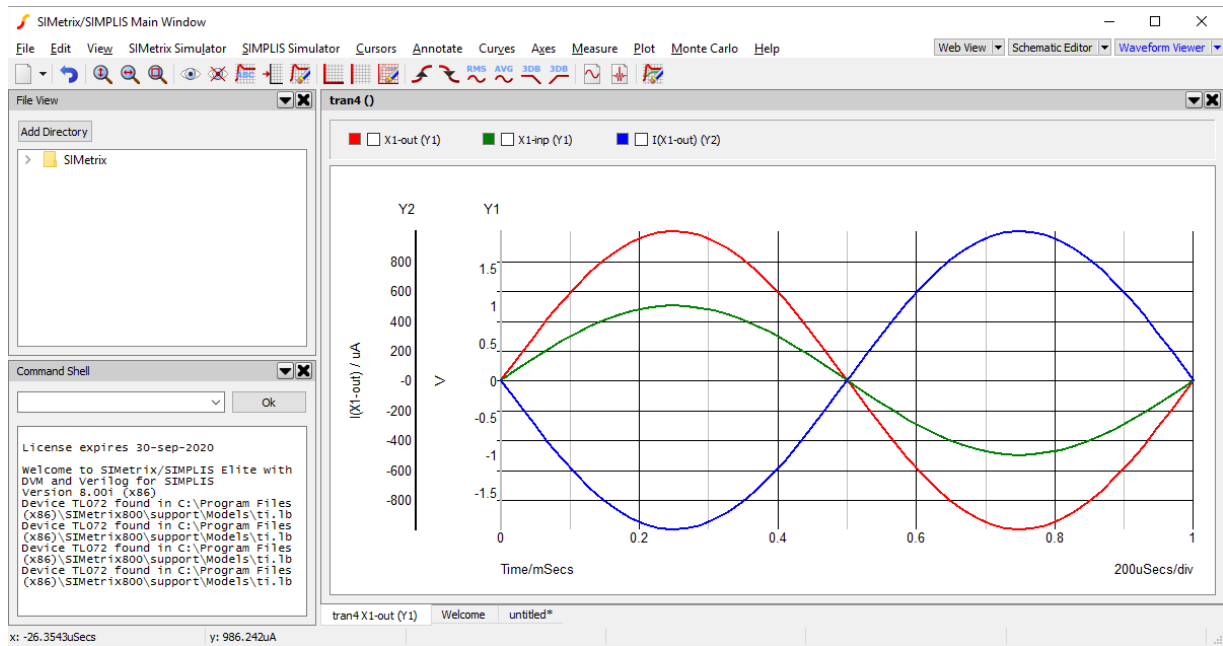 SIMetrix/SIMPLIS Main Window
File Edit View SIMetrix Simulator SIMPLIS Simulator Cursors Annotate Curves Axes Measure Plot Monte Carlo Help Web View Schematic Editor Waveform Viewer
ABC RMS AVG 3DB 3DB
File View
Add Directory
SIMetrix
Command Shell
Ok
License expires 30-sep-2020
Welcome to SIMetrix/SIMPLIS Elite with
DVM and Verilog for SIMPLIS
Version 8.00i (x86)
Device TL072 found in C:\Program Files
(x86)\SIMetrix800\support\Models\ti.lb
Device TL072 found in C:\Program Files
(x86)\SIMetrix800\support\Models\ti.lb
Device TL072 found in C:\Program Files
(x86)\SIMetrix800\support\Models\ti.lb
Device TL072 found in C:\Program Files
(x86)\SIMetrix800\support\Models\ti.lb
tran4 ()
X1-out (Y1) X1-inp (Y1) I(X1-out) (Y2)
Y2 Y1
800
600
400
200
-0
-200
-400
-600
-800
I(X1-out) / uA
V
1.5
1
0.5
0
-0.5
-1
-1.5
0 0.2 0.4 0.6 0.8 1
Time/mSecs 200uSecs/div
tran4 X1-out (Y1) Welcome untitled*
x: -26.3543uSecs y: 986.242uA